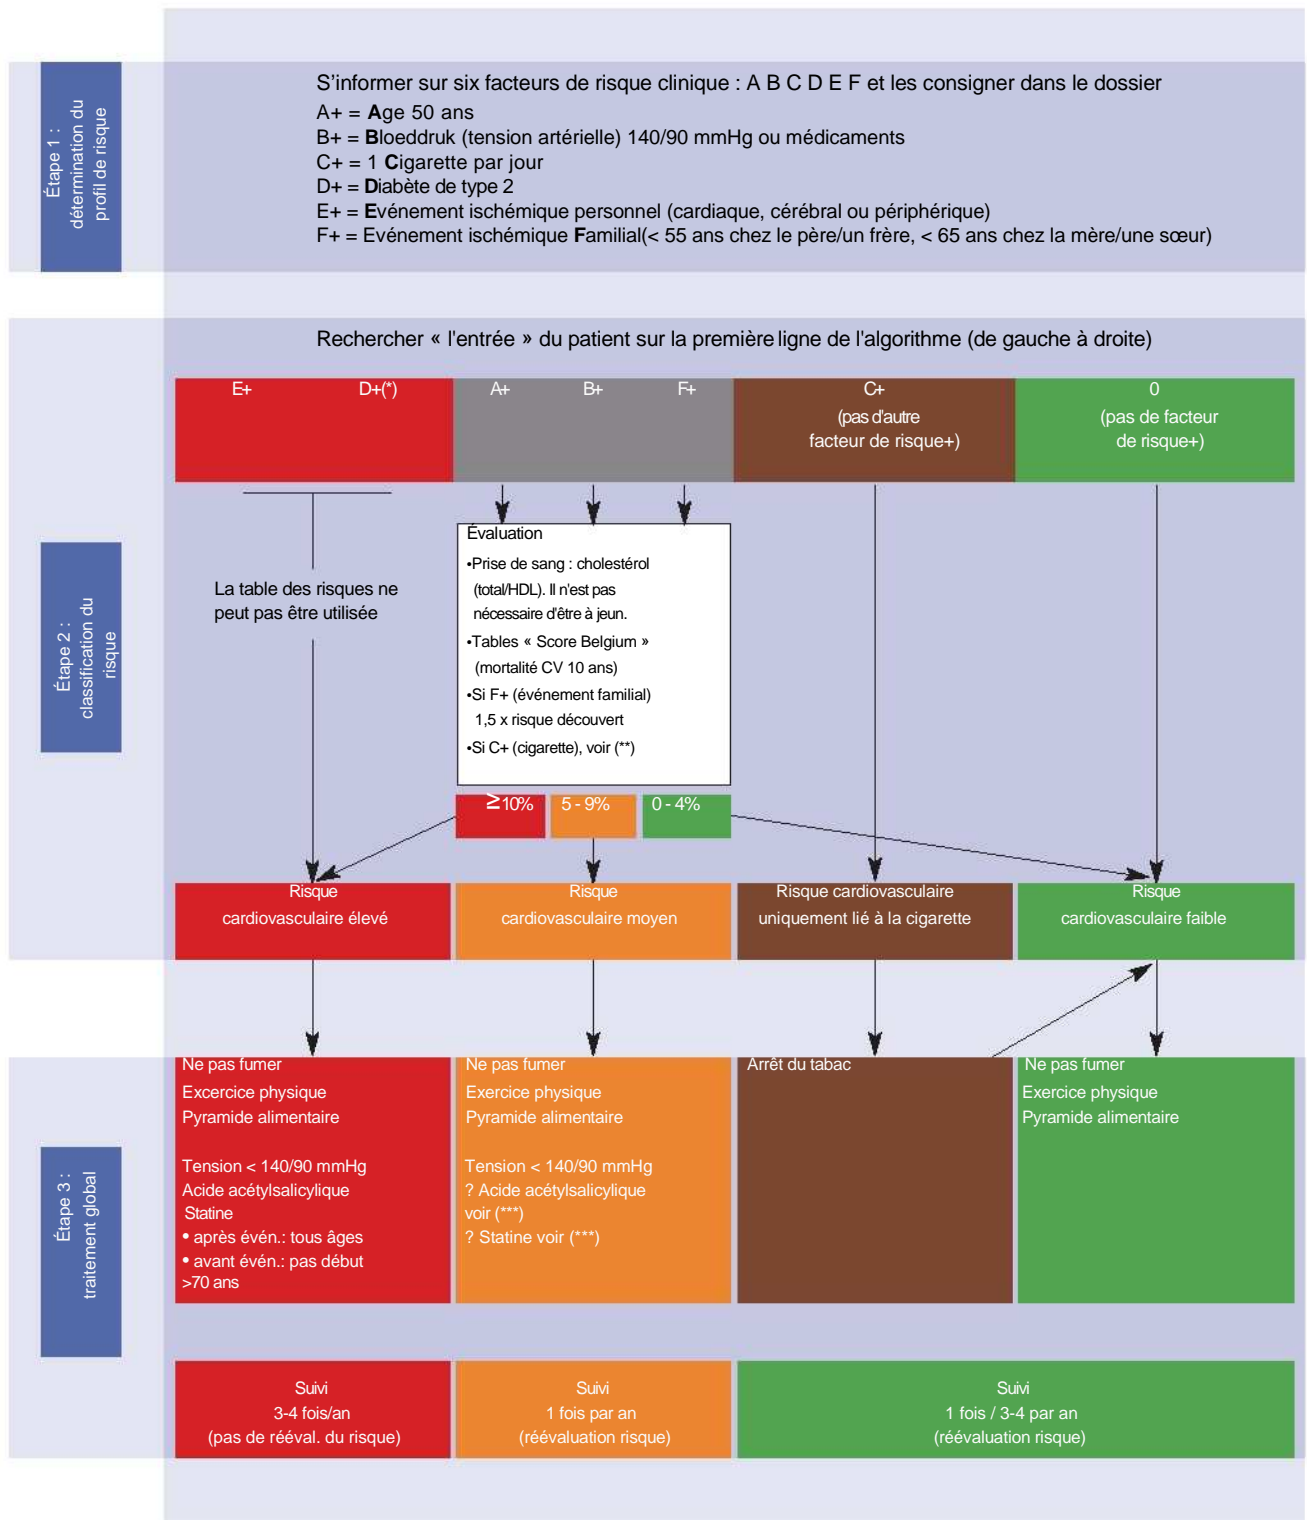 Étape 1 :
détermination du
profil de risque
S'informer sur six facteurs de risque clinique : A B C D E F et les consigner dans le dossier
A+ = Age 50 ans
B+ = Bloeddruk (tension artérielle) 140/90 mmHg ou médicaments
C+ = 1 Cigarette par jour
D+ = Diabète de type 2
E+ = Evénement ischémique personnel (cardiaque, cérébral ou périphérique)
F+ = Evénement ischémique Familial(< 55 ans chez le père/un frère, < 65 ans chez la mère/une sœur)
Étape 2 :
classification du
risque
Rechercher « l'entrée » du patient sur la première ligne de l'algorithme (de gauche à droite)
E+ D+(*) A+ B+ F+
C+
(pas d'autre
facteur de risque+)
0
(pas de facteur
de risque+)
La table des risques ne
peut pas être utilisée
Évaluation
•Prise de sang : cholestérol
(total/HDL). Il n'est pas
nécessaire d'être à jeun.
•Tables « Score Belgium »
(mortalité CV 10 ans)
•Si F+ (événement familial)
1,5 x risque découvert
•Si C+ (cigarette), voir (**)
≥10% 5 - 9% 0 - 4%
Risque
cardiovasculaire élevé
Risque
cardiovasculaire moyen
Risque cardiovasculaire
uniquement lié à la cigarette
Risque
cardiovasculaire faible
Étape 3 :
traitement global
Ne pas fumer
Excercice physique
Pyramide alimentaire
Tension < 140/90 mmHg
Acide acétylsalicylique
Statine
• après évén.: tous âges
• avant évén.: pas début
>70 ans
Ne pas fumer
Exercice physique
Pyramide alimentaire
Tension < 140/90 mmHg
? Acide acétylsalicylique
voir (***)
? Statine voir (***)
Arrêt du tabac
Ne pas fumer
Exercice physique
Pyramide alimentaire
Suivi
3-4 fois/an
(pas de rééval. du risque)
Suivi
1 fois par an
(réévaluation risque)
Suivi
1 fois / 3-4 par an
(réévaluation risque)